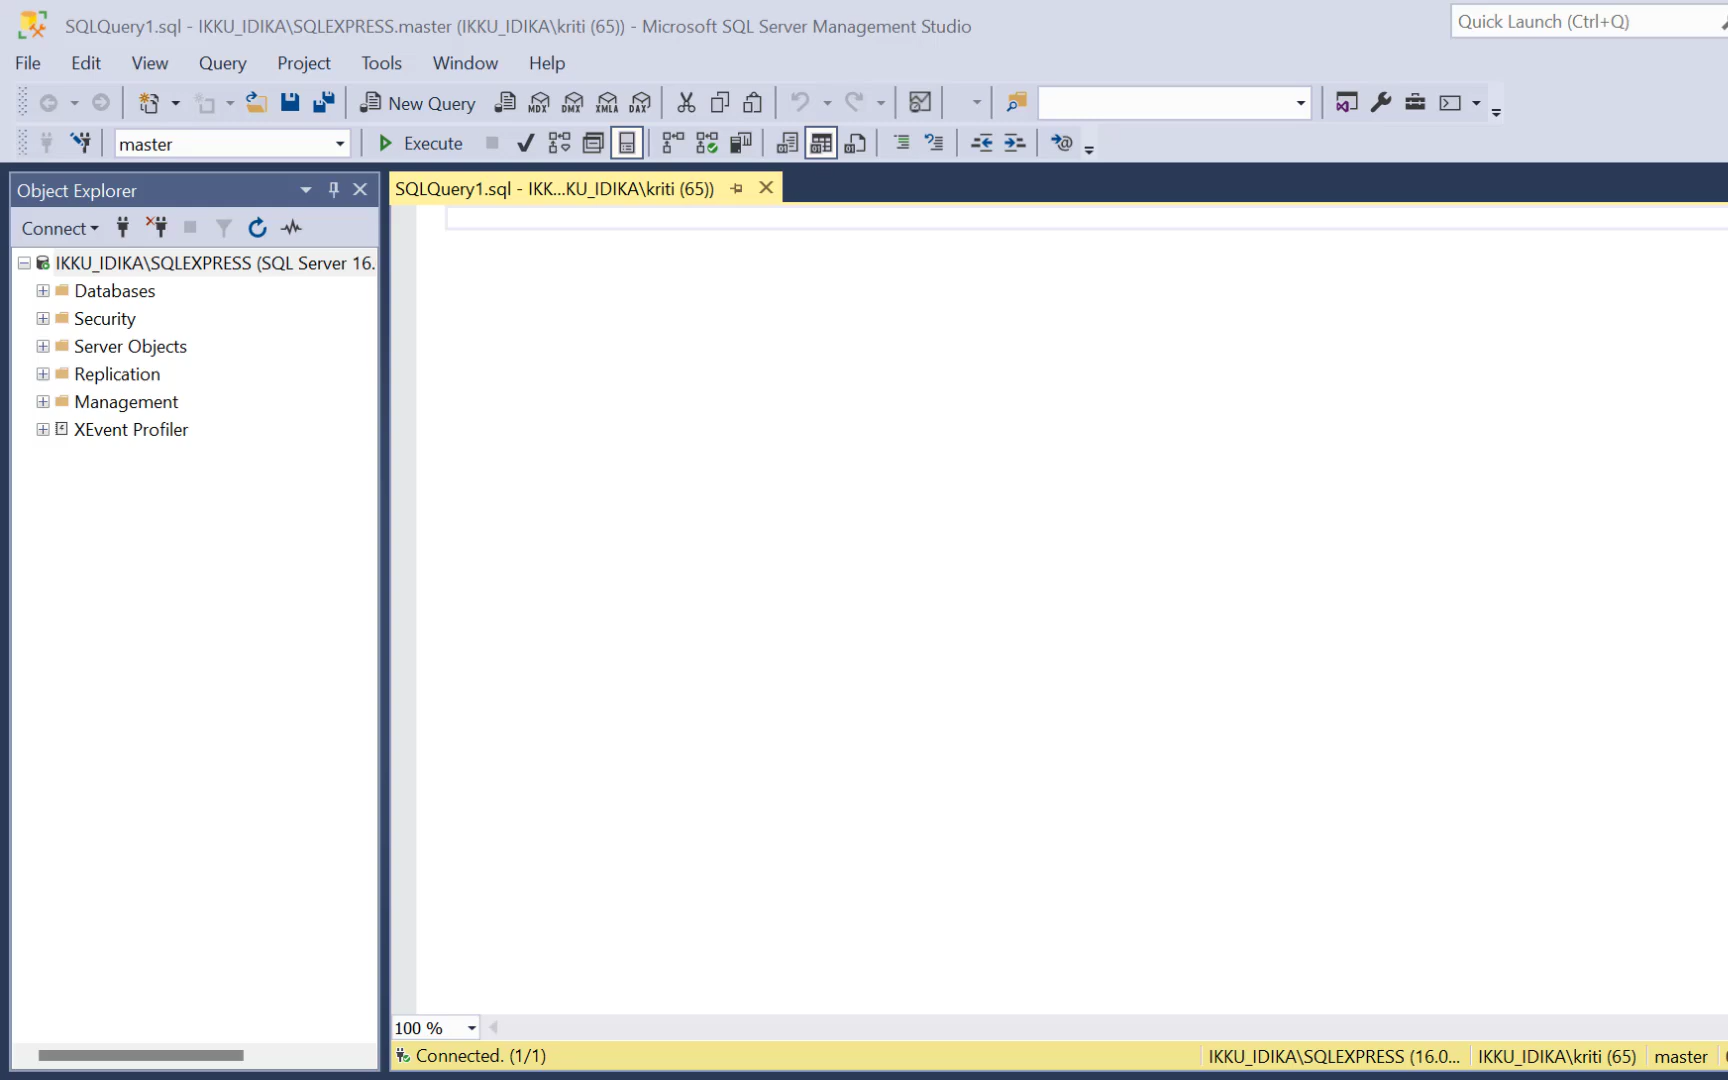 SQLQuery1.sql - IKKU_IDIKA\SQLEXPRESS.master (IKKU_IDIKA\kriti (65)) - Microsoft SQL Server Management Studio
Quick Launch (Ctrl+Q)
File Edit View Query Project Tools Window Help
New Query MDX DMX XMLA DAX
master Execute
Object Explorer
SQLQuery1.sql - IKK...KU_IDIKA\kriti (65))
Connect
IKKU_IDIKA\SQLEXPRESS (SQL Server 16.
Databases
Security
Server Objects
Replication
Management
XEvent Profiler
100 %
Connected. (1/1)
IKKU_IDIKA\SQLEXPRESS (16.0... IKKU_IDIKA\kriti (65) master